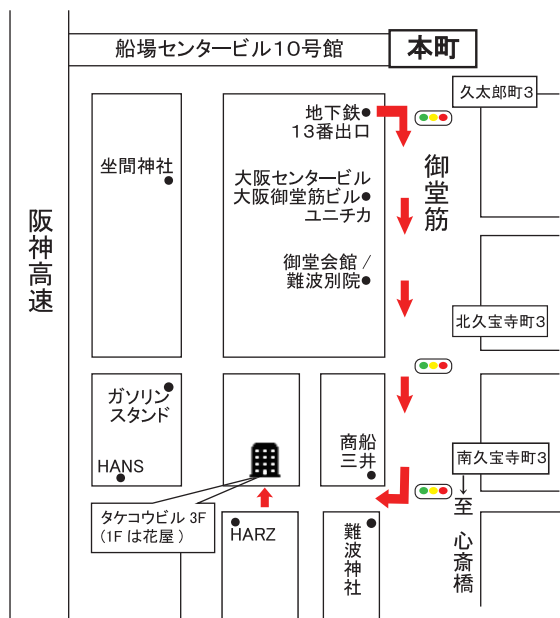 船場センタービル10号館
本町
久太郎町3
地下鉄
13番出口
坐間神社
大阪センタービル
大阪御堂筋ビル
ユニチカ
御堂筋
阪神高速
御堂会館 /
難波別院
北久宝寺町3
ガソリン
スタンド
商船
三井
HANS
南久宝寺町3
↓
至 心斎橋
タケコウビル 3F
(1F は花屋 )
HARZ
難波神社